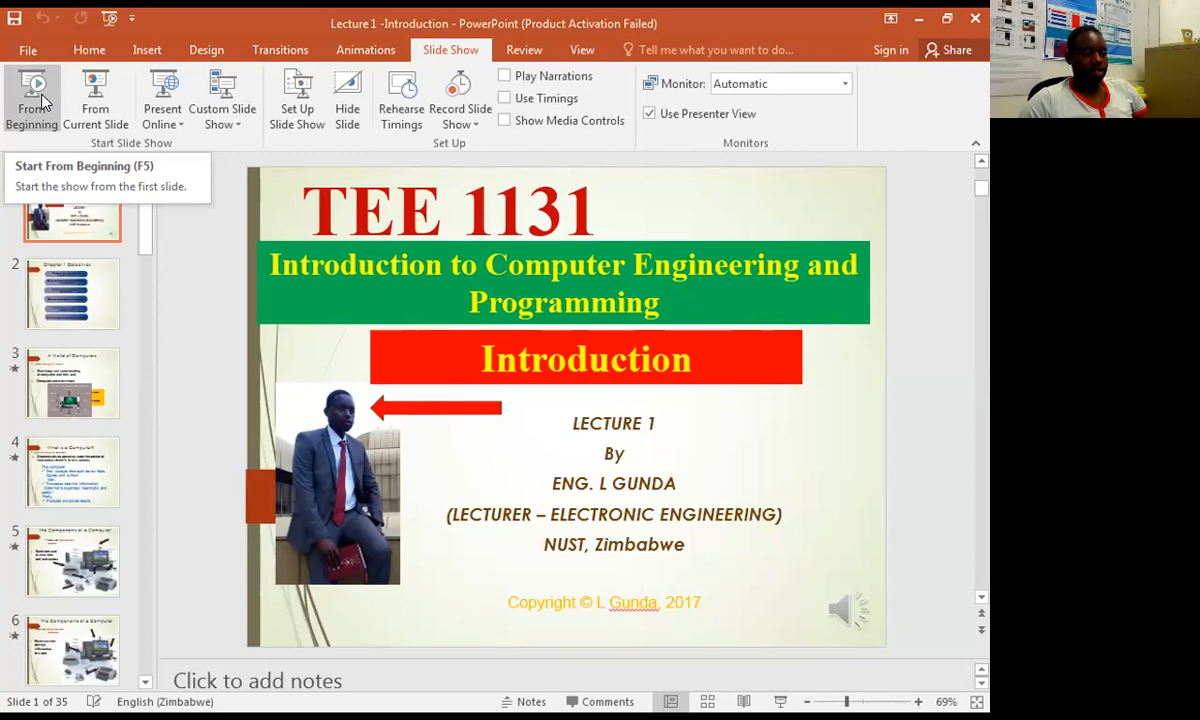 Lecture 1 -Introduction - PowerPoint (Product Activation Failed)
File Home Insert Design Transitions Animations Slide Show Review View Tell me what you want to do... Sign in Share
From Beginning
From Current Slide
Present Online
Custom Slide Show
Set Up Slide Show
Hide Slide
Rehearse Timings
Record Slide Show
Play Narrations
Use Timings
Show Media Controls
Monitor: Automatic
Use Presenter View
Start Slide Show
Set Up
Monitors
Start From Beginning (F5)
Start the show from the first slide.
2
3
4
5
6
TEE 1131
Introduction to Computer Engineering and
Programming
Introduction
LECTURE 1
By
ENG. L GUNDA
(LECTURER – ELECTRONIC ENGINEERING)
NUST, Zimbabwe
Copyright © L Gunda, 2017
Click to add notes
Slide 1 of 35 English (Zimbabwe) Notes Comments 69%